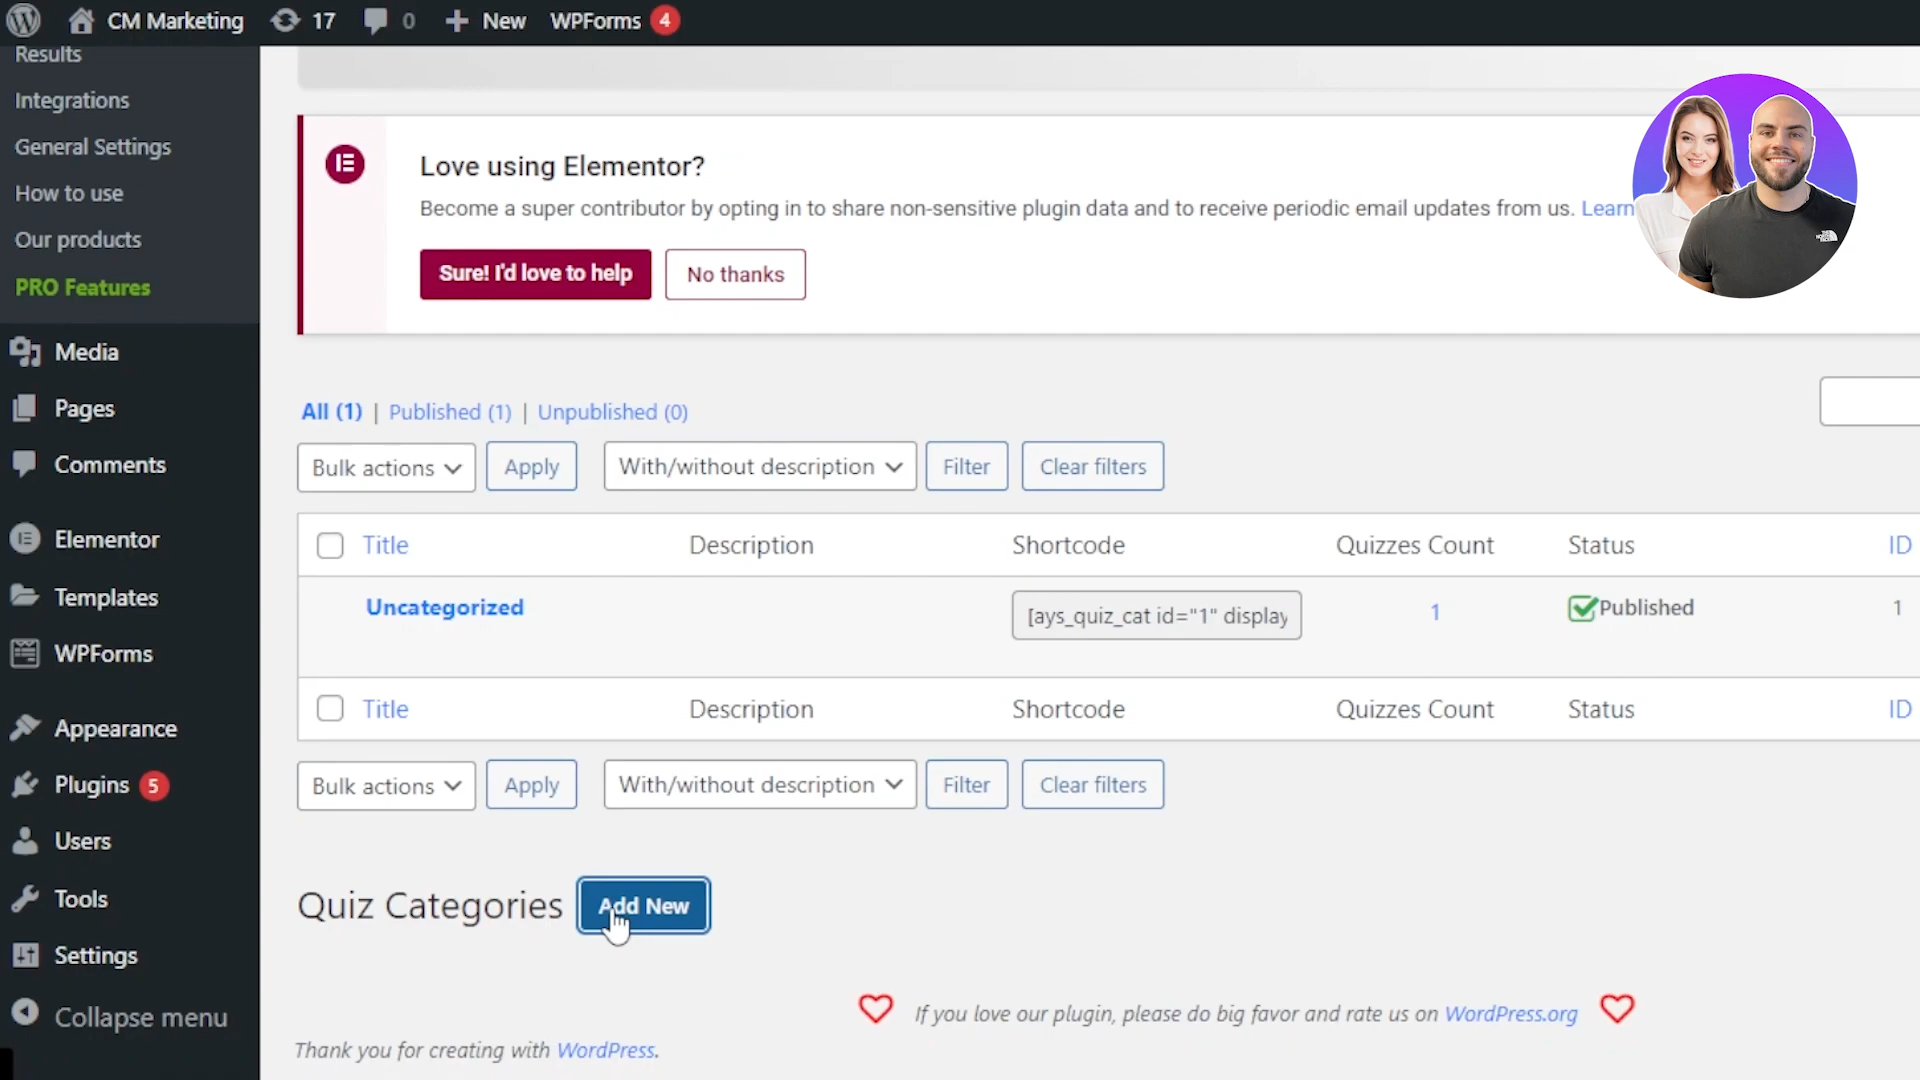 CM Marketing 17 0 New WPForms 4
Results
Integrations
General Settings
How to use
Our products
PRO Features
Media
Pages
Comments
Elementor
Templates
WPForms
Appearance
Plugins 5
Users
Tools
Settings
Collapse menu
Love using Elementor?
Become a super contributor by opting in to share non-sensitive plugin data and to receive periodic email updates from us. Learn
Sure! I'd love to help No thanks
All (1) | Published (1) | Unpublished (0)
Bulk actions Apply With/without description Filter Clear filters
Title Description Shortcode Quizzes Count Status ID
Uncategorized [ays_quiz_cat id="1" display 1 Published 1
Title Description Shortcode Quizzes Count Status ID
Bulk actions Apply With/without description Filter Clear filters
Quiz Categories Add New
If you love our plugin, please do big favor and rate us on WordPress.org
Thank you for creating with WordPress.